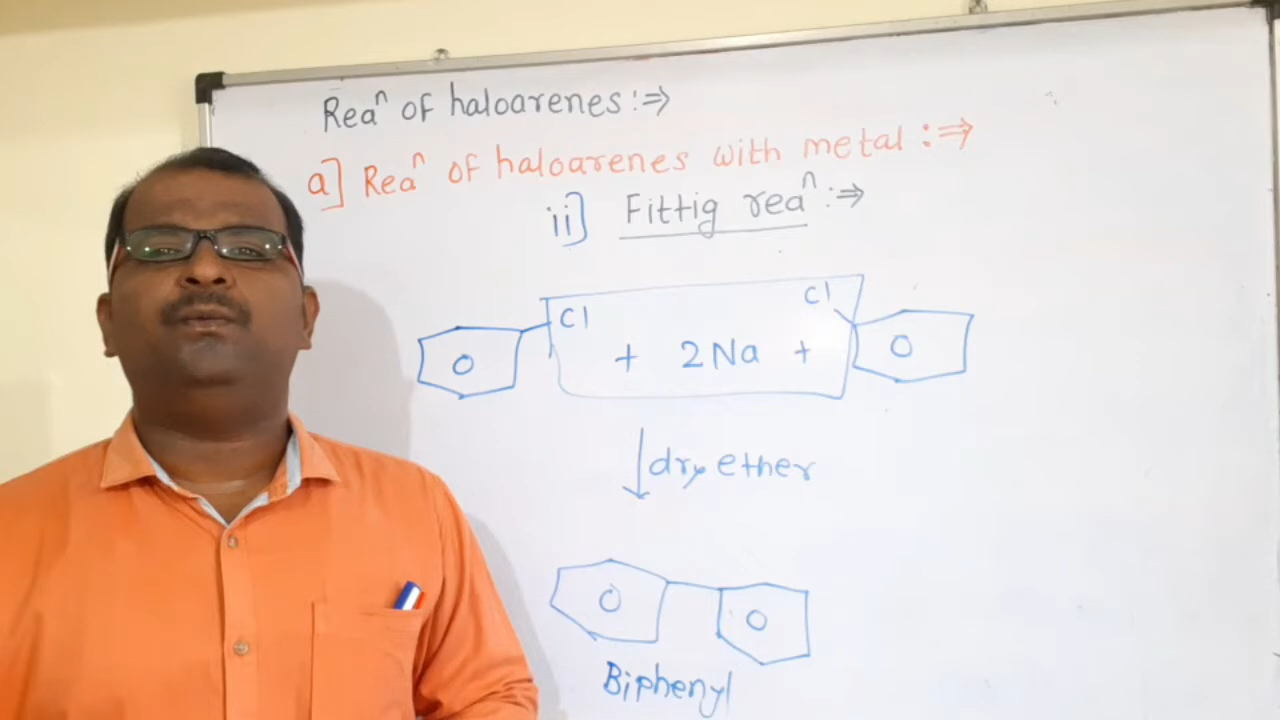 Reaⁿ of haloarenes :⇒
a] Reaⁿ of haloarenes with metal :⇒
ii] Fittig reaⁿ :⇒
Cl + 2Na + Cl
↓ dry ether
Biphenyl